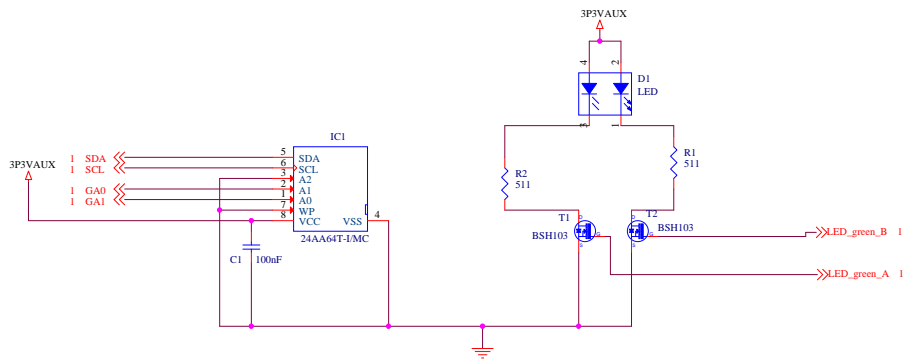 3P3VAUX
4 2
D1
LED
3 1
IC1
1 SDA 5 SDA
1 SCL 6 SCL
3P3VAUX 3 A2
1 GA0 2 A1
1 GA1 1 A0
7 WP
8 VCC VSS 4
24AA64T-I/MC
C1 100nF
R2
511
R1
511
T1 D
BSH103 G
S
D T2
BSH103
G
S
LED_green_B 1
LED_green_A 1